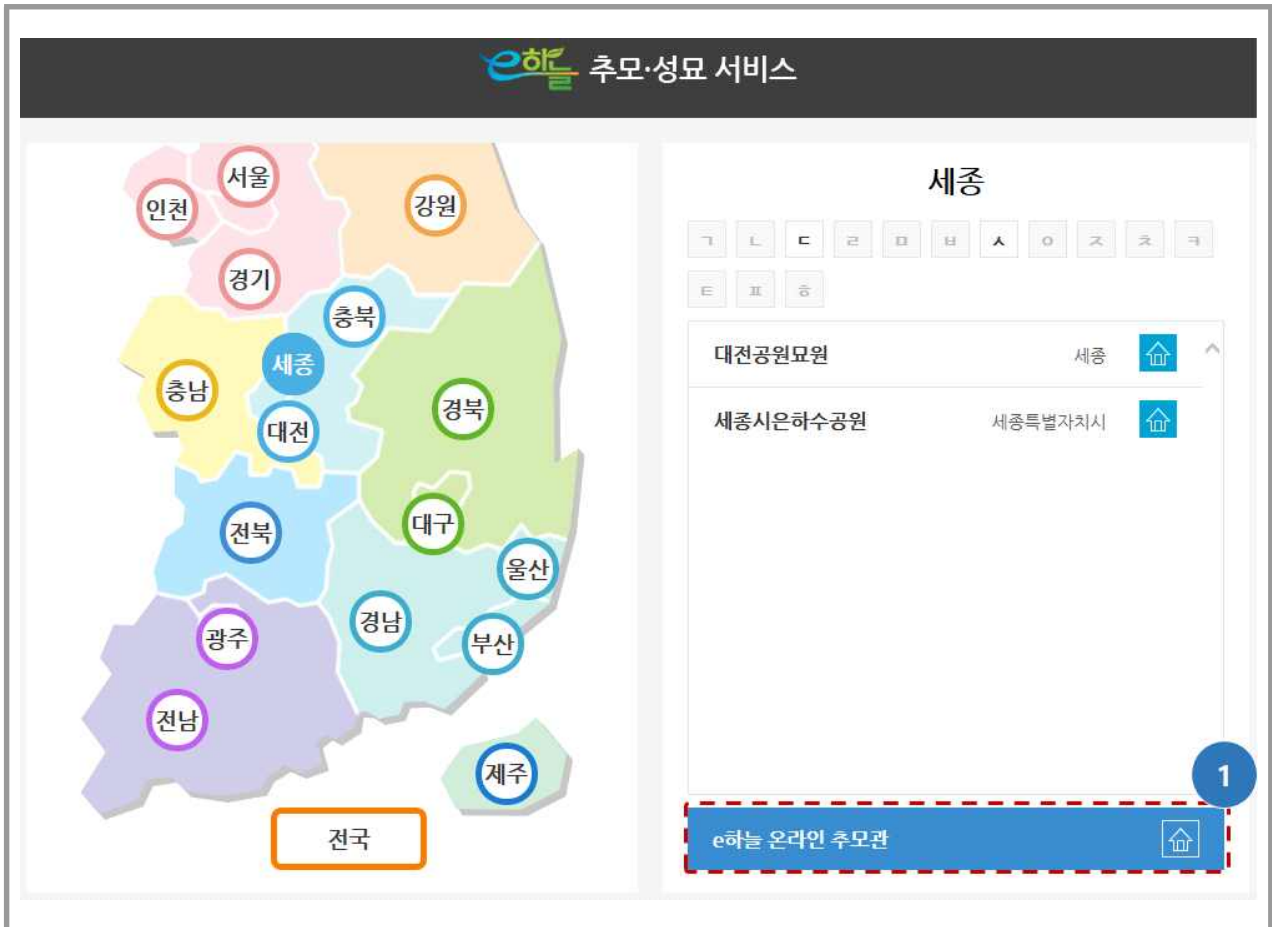 e하늘 추모·성묘 서비스
서울
인천
강원
경기
충북
세종
충남
대전
경북
전북
대구
울산
경남
광주
부산
전남
제주
전국
세종
ㄱ ㄴ ㄷ ㄹ ㅁ ㅂ ㅅ ㅇ ㅈ ㅊ ㅋ
ㅌ ㅍ ㅎ
대전공원묘원 세종
세종시은하수공원 세종특별자치시
1
e하늘 온라인 추모관